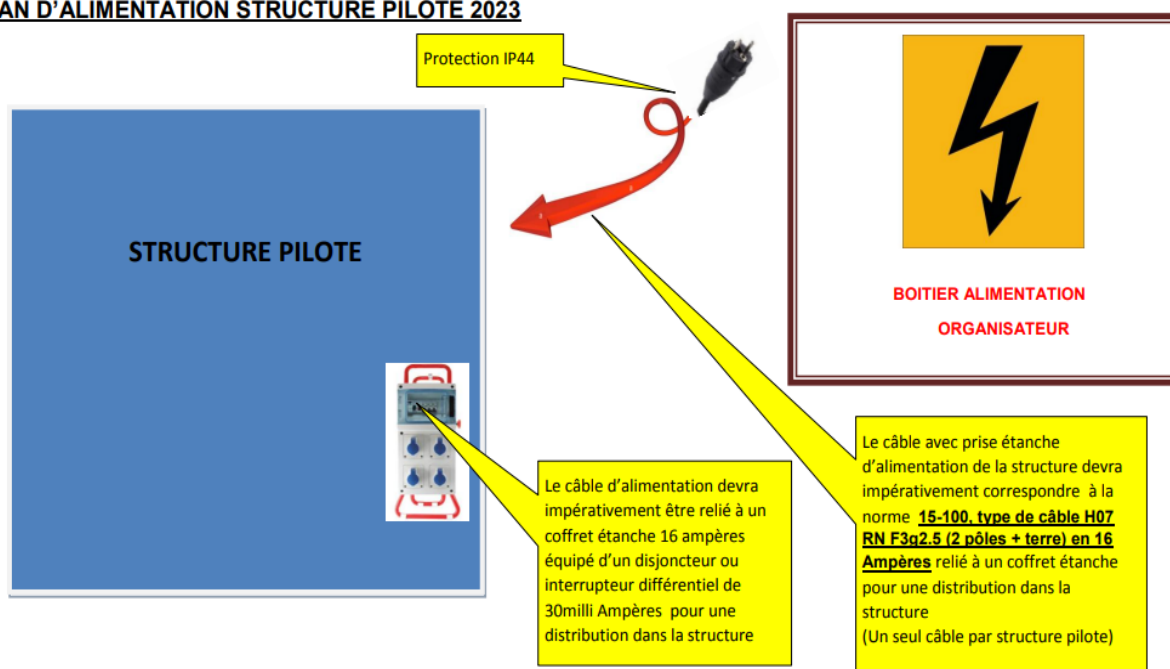 AN D’ALIMENTATION STRUCTURE PILOTE 2023
Protection IP44
STRUCTURE PILOTE
BOITIER ALIMENTATION
ORGANISATEUR
Le câble d’alimentation devra
impérativement être relié à un
coffret étanche 16 ampères
équipé d’un disjoncteur ou
interrupteur différentiel de
30milli Ampères pour une
distribution dans la structure
Le câble avec prise étanche
d’alimentation de la structure devra
impérativement correspondre à la
norme 15-100, type de câble H07
RN F3g2.5 (2 pôles + terre) en 16
Ampères relié à un coffret étanche
pour une distribution dans la
structure
(Un seul câble par structure pilote)